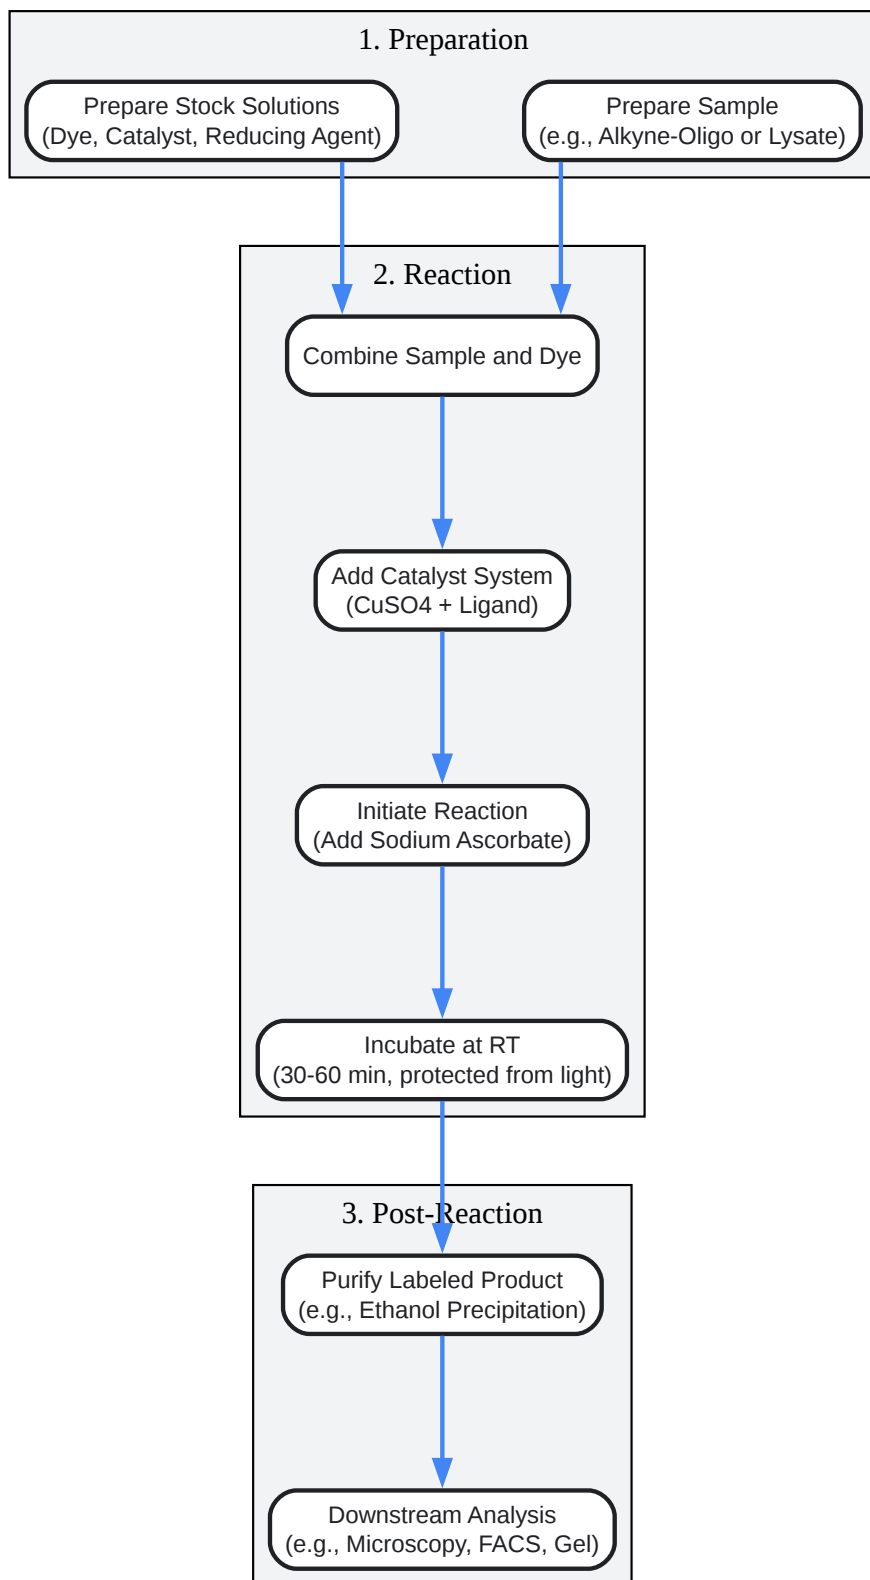 1. Preparation
Prepare Stock Solutions
(Dye, Catalyst, Reducing Agent)
Prepare Sample
(e.g., Alkyne-Oligo or Lysate)
2. Reaction
Combine Sample and Dye
Add Catalyst System
(CuSO4 + Ligand)
Initiate Reaction
(Add Sodium Ascorbate)
Incubate at RT
(30-60 min, protected from light)
3. Post-Reaction
Purify Labeled Product
(e.g., Ethanol Precipitation)
Downstream Analysis
(e.g., Microscopy, FACS, Gel)